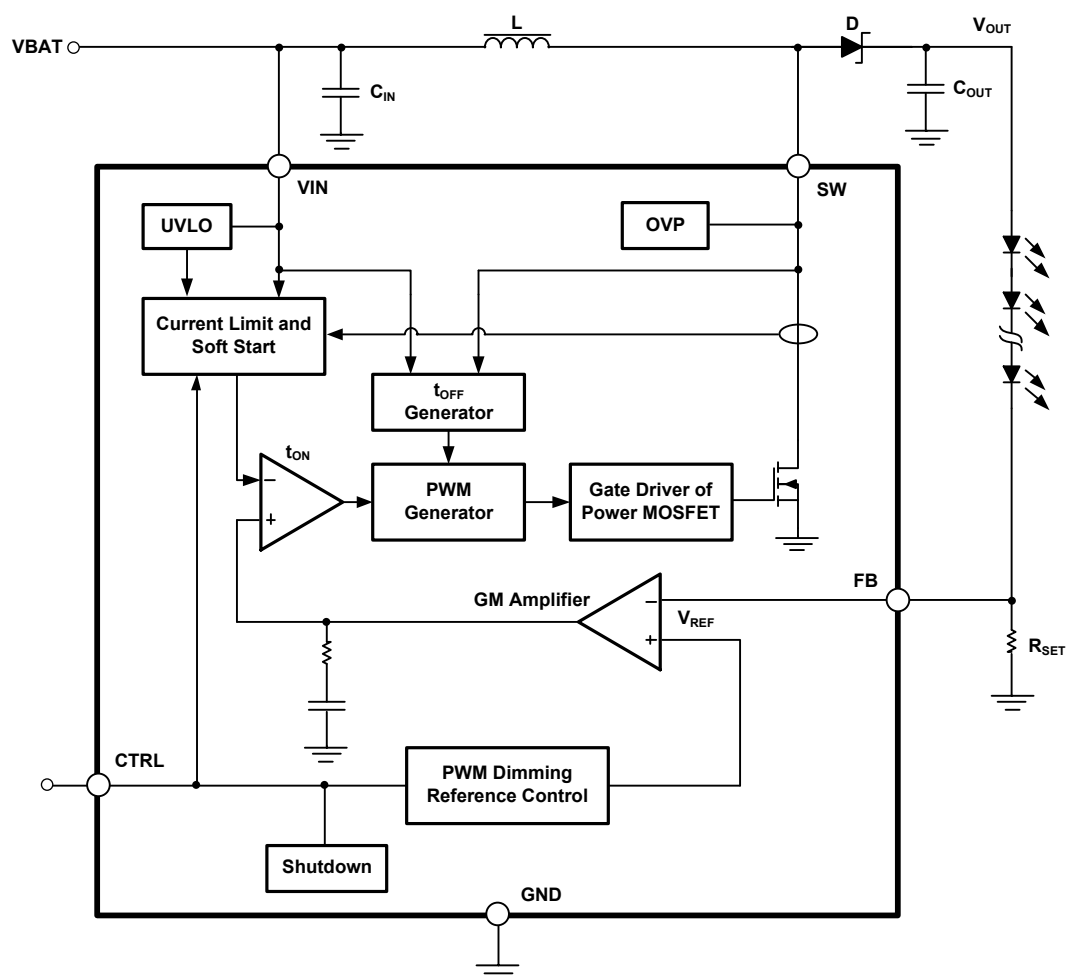 L
D
VOUT
VBAT
CIN
COUT
VIN
SW
UVLO
OVP
Current Limit and
Soft Start
tOFF
Generator
tON
−
+
PWM
Generator
Gate Driver of
Power MOSFET
FB
GM Amplifier
−
VREF
+
RSET
CTRL
PWM Dimming
Reference Control
Shutdown
GND